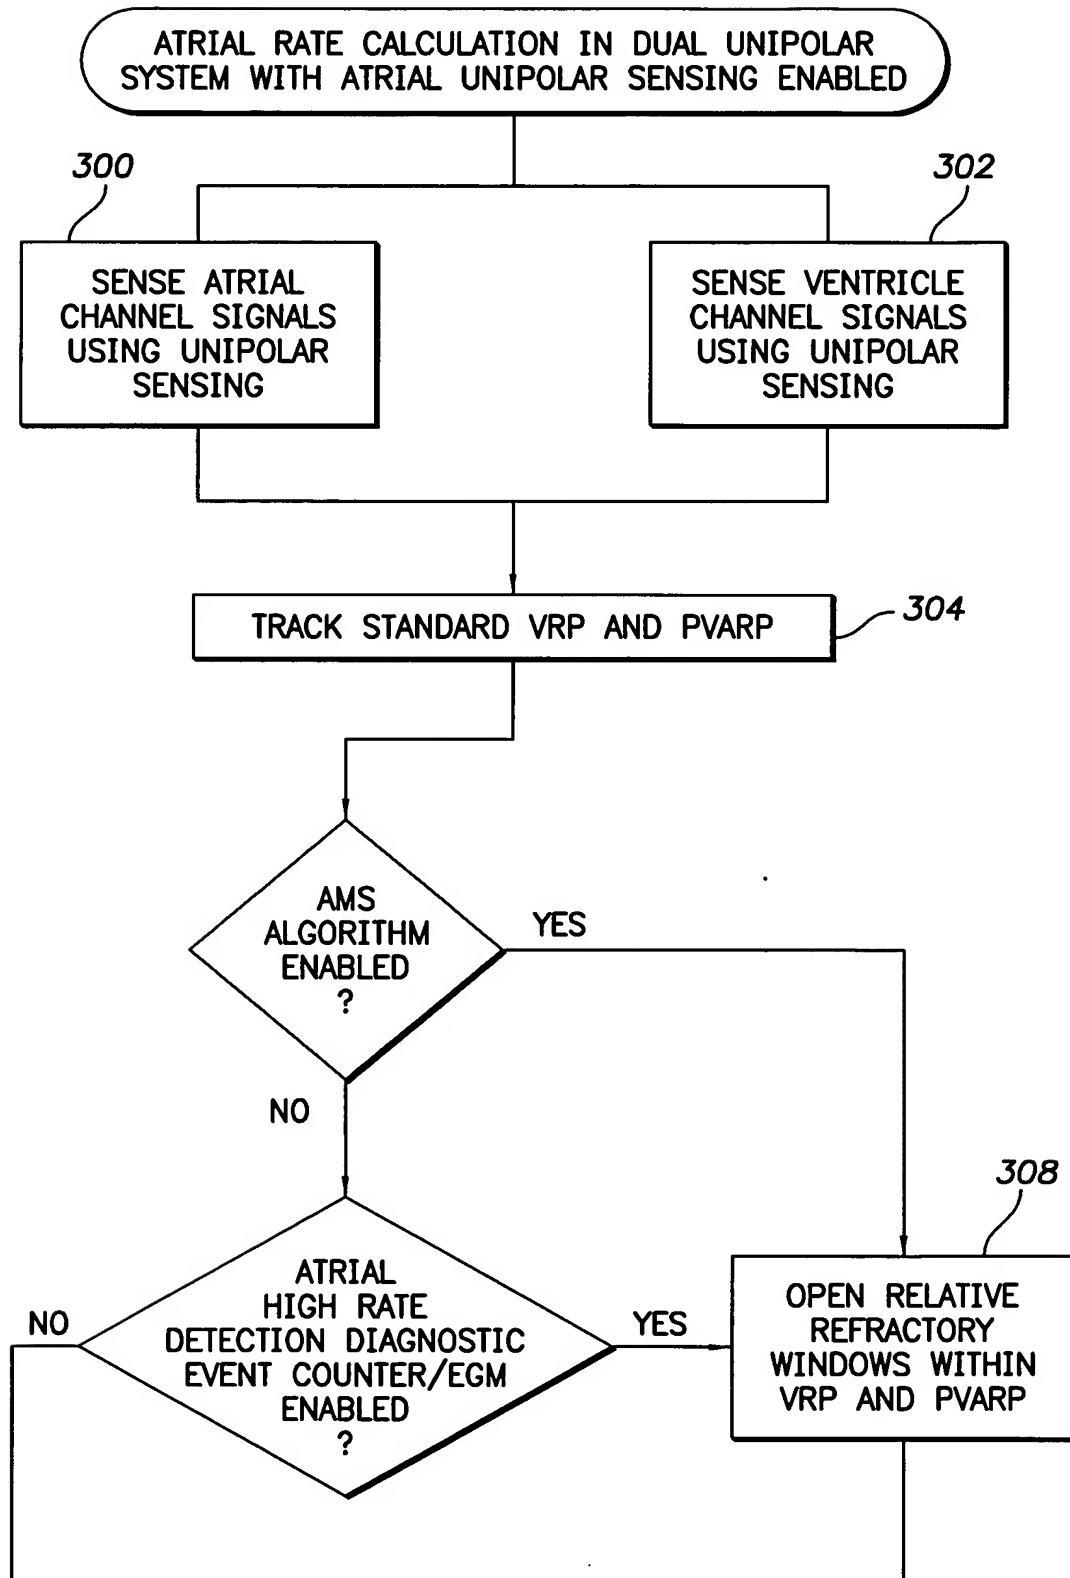 ATRIAL RATE CALCULATION IN DUAL UNIPOLAR
SYSTEM WITH ATRIAL UNIPOLAR SENSING ENABLED
300
302
SENSE ATRIAL
CHANNEL SIGNALS
USING UNIPOLAR
SENSING
SENSE VENTRICLE
CHANNEL SIGNALS
USING UNIPOLAR
SENSING
304
TRACK STANDARD VRP AND PVARP
AMS
ALGORITHM
ENABLED
?
YES
NO
308
ATRIAL
HIGH RATE
DETECTION DIAGNOSTIC
EVENT COUNTER/EGM
ENABLED
?
NO
YES
OPEN RELATIVE
REFRACTORY
WINDOWS WITHIN
VRP AND PVARP